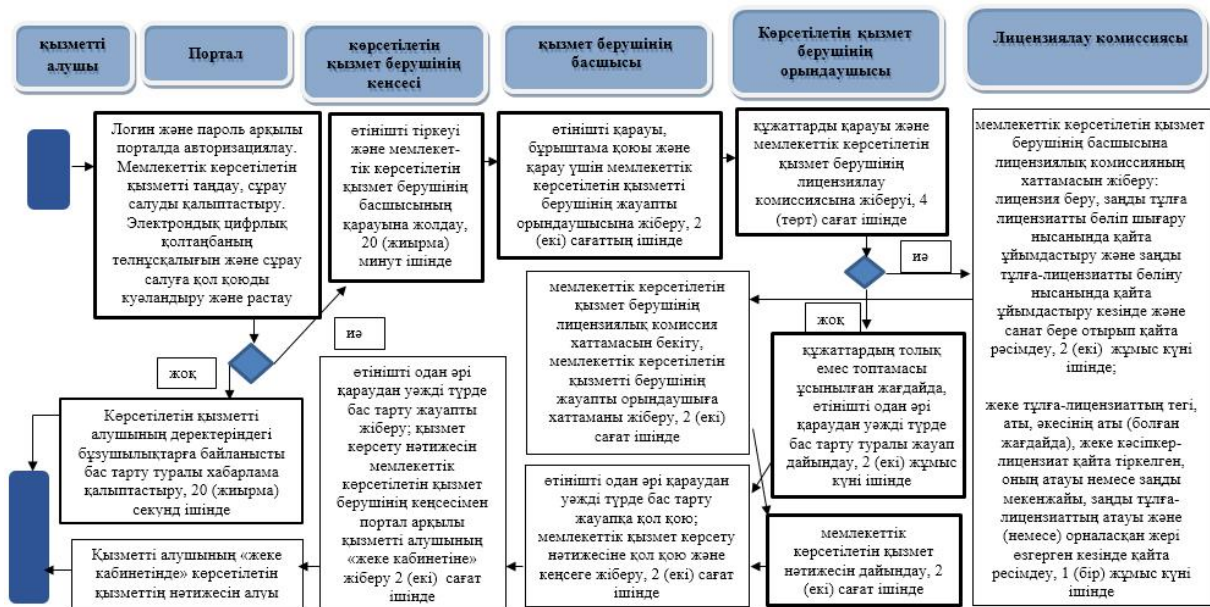 қызметті
алушы
Портал
көрсетілетін
қызмет берушінің
кеңсесі
қызмет берушінің
басшысы
Көрсетілетін қызмет
берушінің
орындаушысы
Лицензиялау комиссиясы
Логин және пароль арқылы
порталда авторизациялау.
Мемлекеттік көрсетілетін
қызметті таңдау, сұрау
салуды қалыптастыру.
Электрондық цифрлық
қолтаңбаның
төлнұсқалығын және сұрау
салуға қол қоюды
куәландыру және растау
өтінішті тіркеуі
және мемлекет-
тік көрсетілетін
қызмет берушінің
басшысының
қарауына жолдау,
20 (жиырма)
минут ішінде
өтінішті қарауы,
бұрыштама қоюы және
қарау үшін мемлекеттік
көрсетілетін қызметті
берушінің жауапты
орындаушысына жіберу, 2
(екі) сағаттың ішінде
құжаттарды қарауы және
мемлекеттік көрсетілетін
қызмет берушінің
лицензиялау
комиссиясына жіберуі, 4
(төрт) сағат ішінде
мемлекеттік көрсетілетін қызмет
берушінің басшысына
лицензиялық комиссияның
хаттамасын жіберу:
лицензия беру, заңды тұлға
лицензиатты бөліп шығару
нысанында қайта
ұйымдастыру және заңды
тұлға-лицензиатты бөліну
нысанында қайта
ұйымдастыру кезінде және
санат бере отырып қайта
рәсімдеу, 2 (екі) жұмыс күні
ішінде;
жеке тұлға-лицензиаттың тегі,
аты, әкесінің аты (болған
жағдайда), жеке кәсіпкер-
лицензиат қайта тіркелген,
оның атауы немесе заңды
мекенжайы, заңды тұлға-
лицензиаттың атауы және
(немесе) орналасқан жері
өзгерген кезінде қайта
ресімдеу, 1 (бір) жұмыс күні
ішінде
иә
жоқ
иә
жоқ
мемлекеттік көрсетілетін
қызмет берушінің
лицензиялық комиссия
хаттамасын бекіту,
мемлекеттік көрсетілетін
қызметті берушінің
жауапты орындаушыға
хаттаманы жіберу, 2 (екі)
сағат ішінде
құжаттардың толық
емес топтамасы
ұсынылған жағдайда,
өтінішті одан әрі
қараудан уәжді түрде
бас тарту туралы жауап
дайындау, 2 (екі) жұмыс
күні ішінде
өтінішті одан әрі
қараудан уәжді түрде
бас тарту жауапты
жіберу; қызмет
көрсету нәтижесін
мемлекеттік
көрсетілетін қызмет
берушінің кеңсесімен
портал арқылы
қызметті алушының
«жеке кабинетіне»
жіберу 2 (екі) сағат
ішінде
Көрсетілетін қызметті
алушының деректеріндегі
бұзушылықтарға байланысты
бас тарту туралы хабарлама
қалыптастыру, 20 (жиырма)
секунд ішінде
өтінішті одан әрі қараудан
уәжді түрде бас тарту
жауапқа қол қою;
мемлекеттік қызмет көрсету
нәтижесіне қол қою және
кеңсеге жіберу, 2 (екі) сағат
ішінде
мемлекеттік
көрсетілетін қызмет
нәтижесін дайындау, 2
(екі) сағат ішінде
Қызметті алушының «жеке
кабинетінде» көрсетілетін
қызметтің нәтижесін алуы